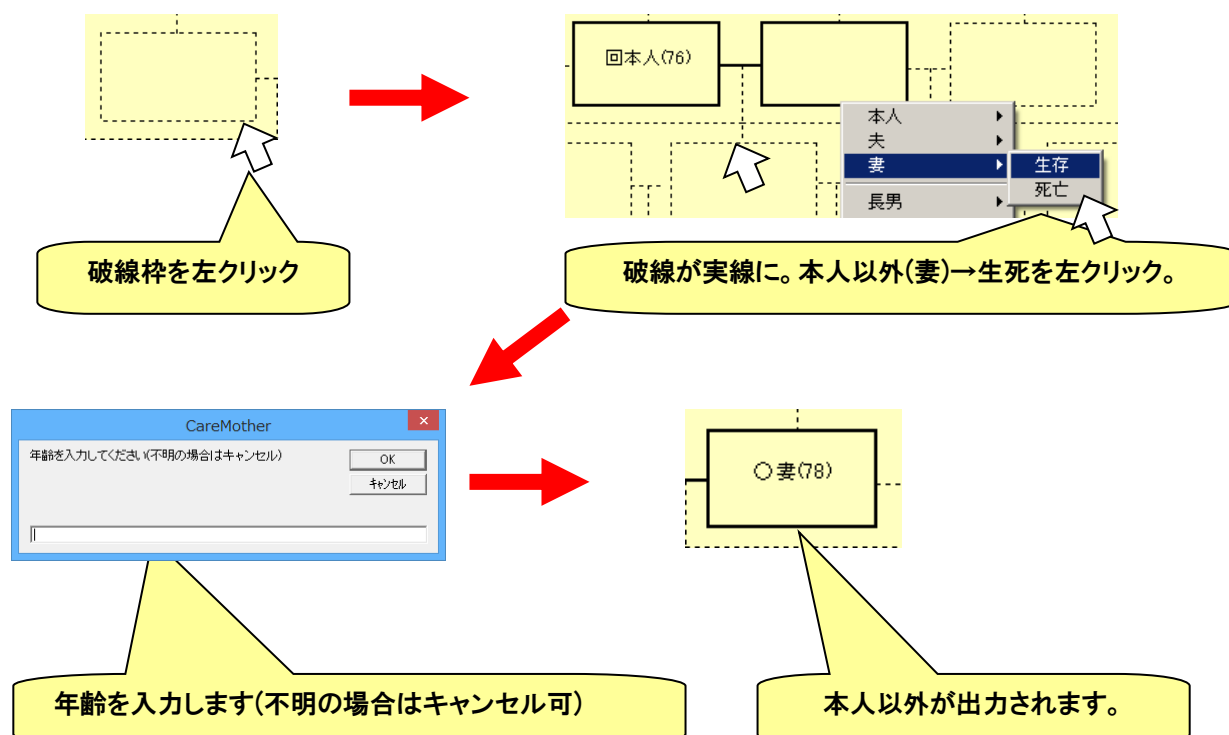 回本人(76)
本人
夫
妻
生存
死亡
長男
破線枠を左クリック
破線が実線に。本人以外(妻)→生死を左クリック。
CareMother
年齢を入力してください(不明の場合はキャンセル)
OK
キャンセル
〇妻(78)
年齢を入力します(不明の場合はキャンセル可)
本人以外が出力されます。